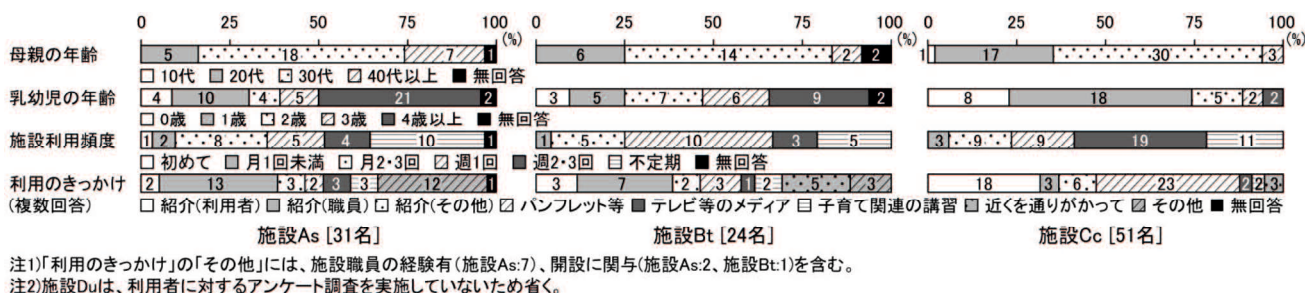 0 25 50 75 100 0 25 50 75 100 0 25 50 75 100
(%) (%) (%)
母親の年齢 5 18 7 1 6 14 2 2 1 17 30 3
10代 20代 30代 40代以上 無回答
乳幼児の年齢 4 10 4 5 21 2 3 5 7 6 9 2 8 18 5 2 2
0歳 1歳 2歳 3歳 4歳以上 無回答
施設利用頻度 1 2 8 5 4 10 1 1 5 10 3 5 3 9 9 19 11
初めて 月1回未満 月2・3回 週1回 週2・3回 不定期 無回答
利用のきっかけ 2 13 3 2 3 3 12 1 3 7 2 3 1 2 5 3 18 3 6 23 2 2 3
(複数回答) 紹介(利用者) 紹介(職員) 紹介(その他) パンフレット等 テレビ等のメディア 子育て関連の講習 近くを通りがかって その他 無回答
施設As [31名] 施設Bt [24名] 施設Cc [51名]
注1)「利用のきっかけ」の「その他」には、施設職員の経験有(施設As:7)、開設に関与(施設As:2、施設Bt:1)を含む。
注2)施設Duは、利用者に対するアンケート調査を実施していないため省く。